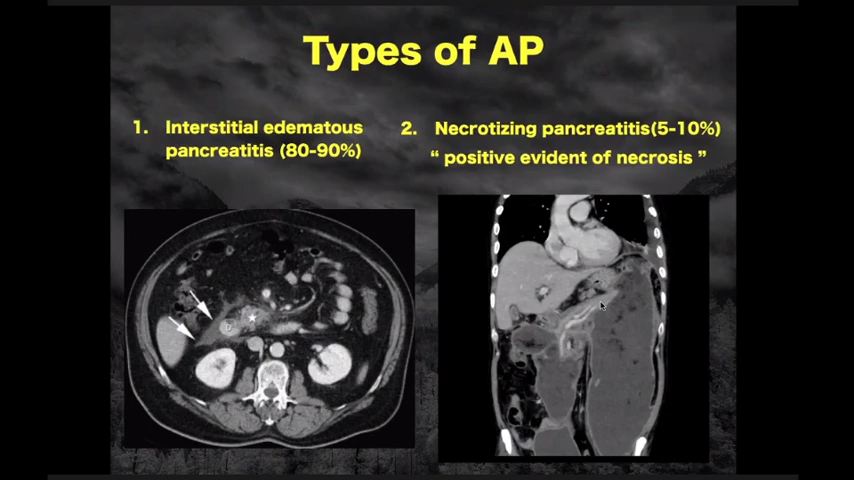 Types of AP
1. Interstitial edematous
pancreatitis (80-90%)
2. Necrotizing pancreatitis(5-10%)
“ positive evident of necrosis ”